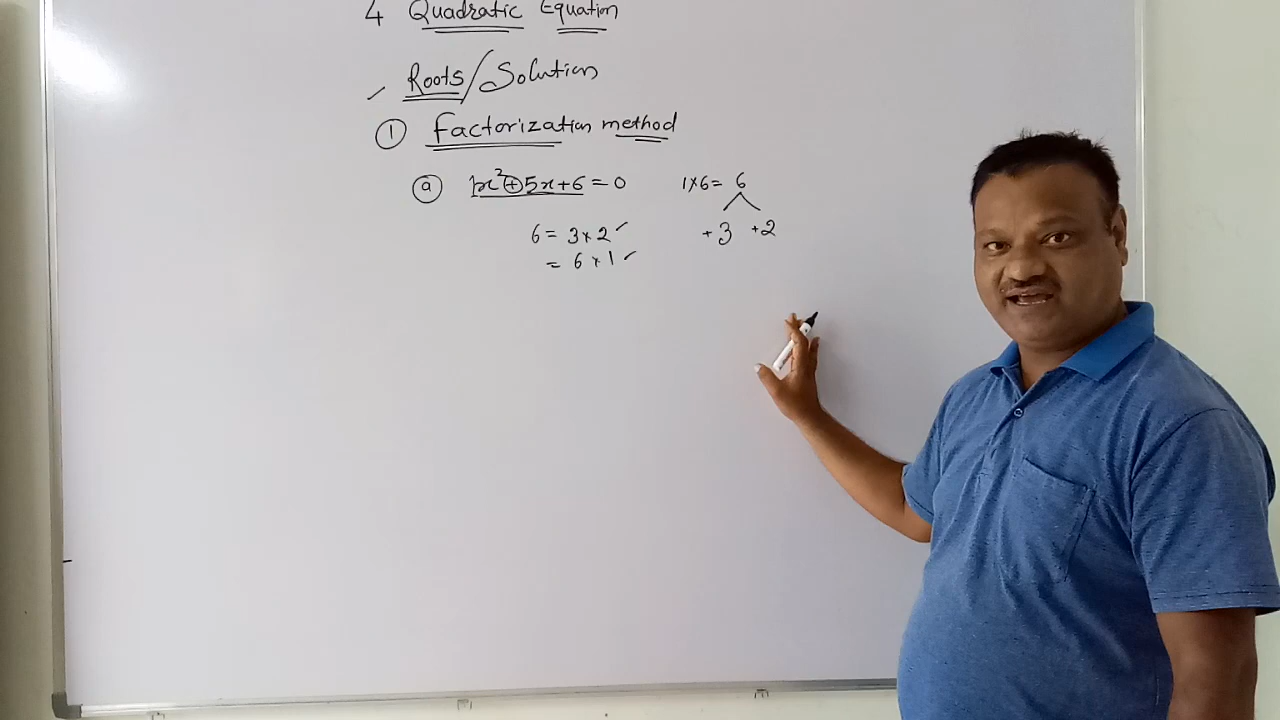 4 Quadratic Equation
Roots/Solution
① Factorization method
ⓐ 1x²+5x+6=0 1×6= 6
6= 3×2 ✓ +3 +2
= 6×1 ✓